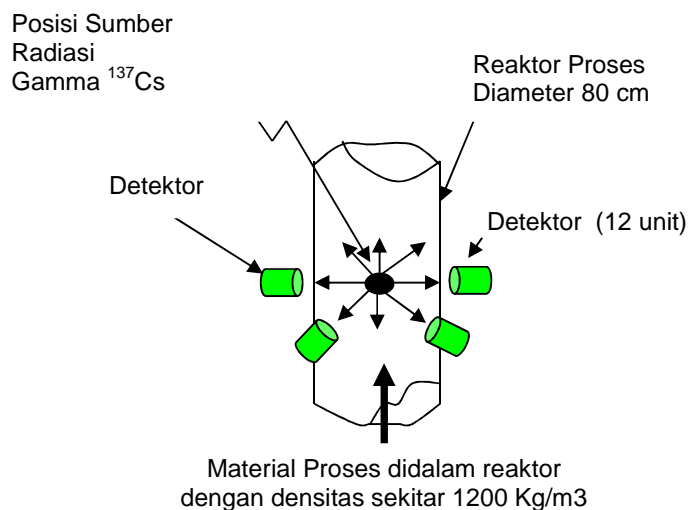 Posisi Sumber
Radiasi
Gamma ¹³⁷Cs
Reaktor Proses
Diameter 80 cm
Detektor
Detektor (12 unit)
Material Proses didalam reaktor
dengan densitas sekitar 1200 Kg/m3